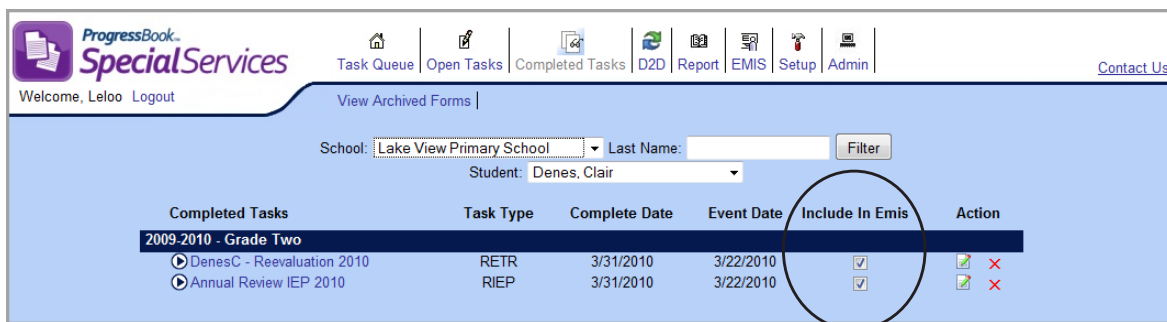 ProgressBook™
SpecialServices
Task Queue Open Tasks Completed Tasks D2D Report EMIS Setup Admin
Contact Us
Welcome, Leloo Logout
View Archived Forms
School: Lake View Primary School Last Name: Filter
Student: Denes, Clair
Completed Tasks Task Type Complete Date Event Date Include In Emis Action
2009-2010 - Grade Two
DenesC - Reevaluation 2010 RETR 3/31/2010 3/22/2010
Annual Review IEP 2010 RIEP 3/31/2010 3/22/2010